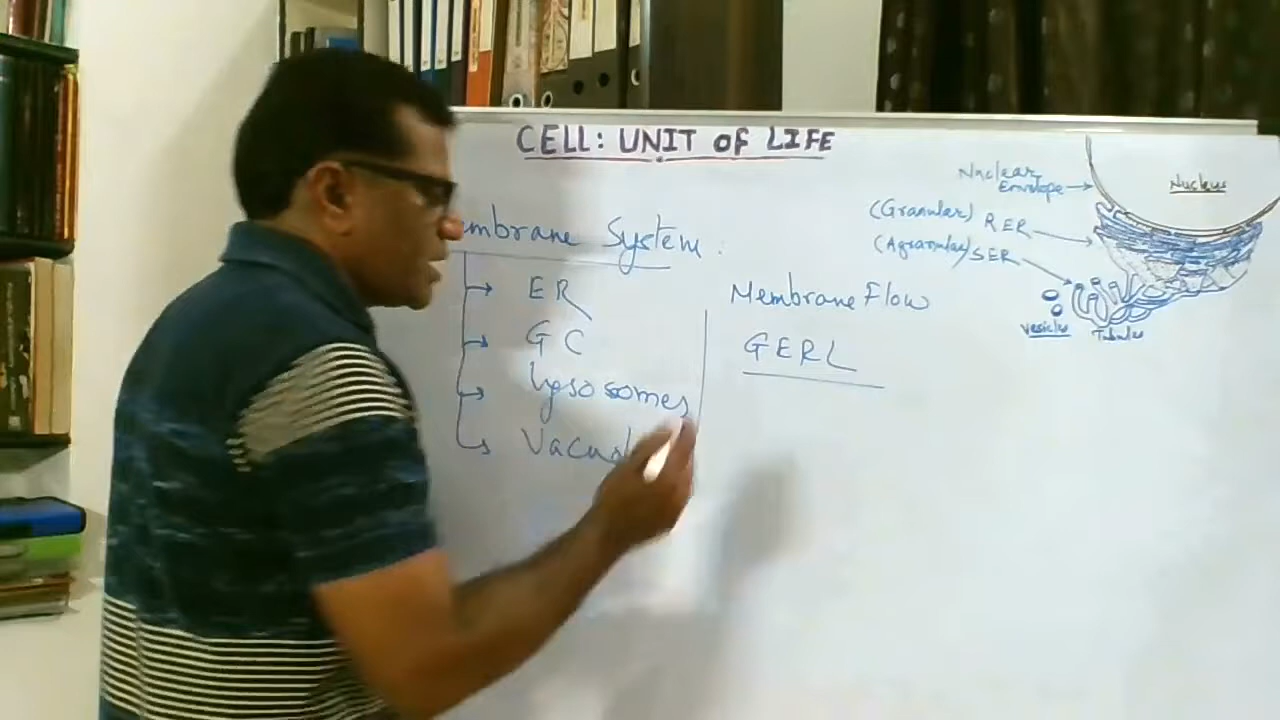 CELL: UNIT OF LIFE
mbrane System:
ER
GC
lysosomes
Membrane Flow
GERL
Nuclear
Envelope
Nucleus
(Granular) RER
(Agranular) SER
Vesicles
Tubules